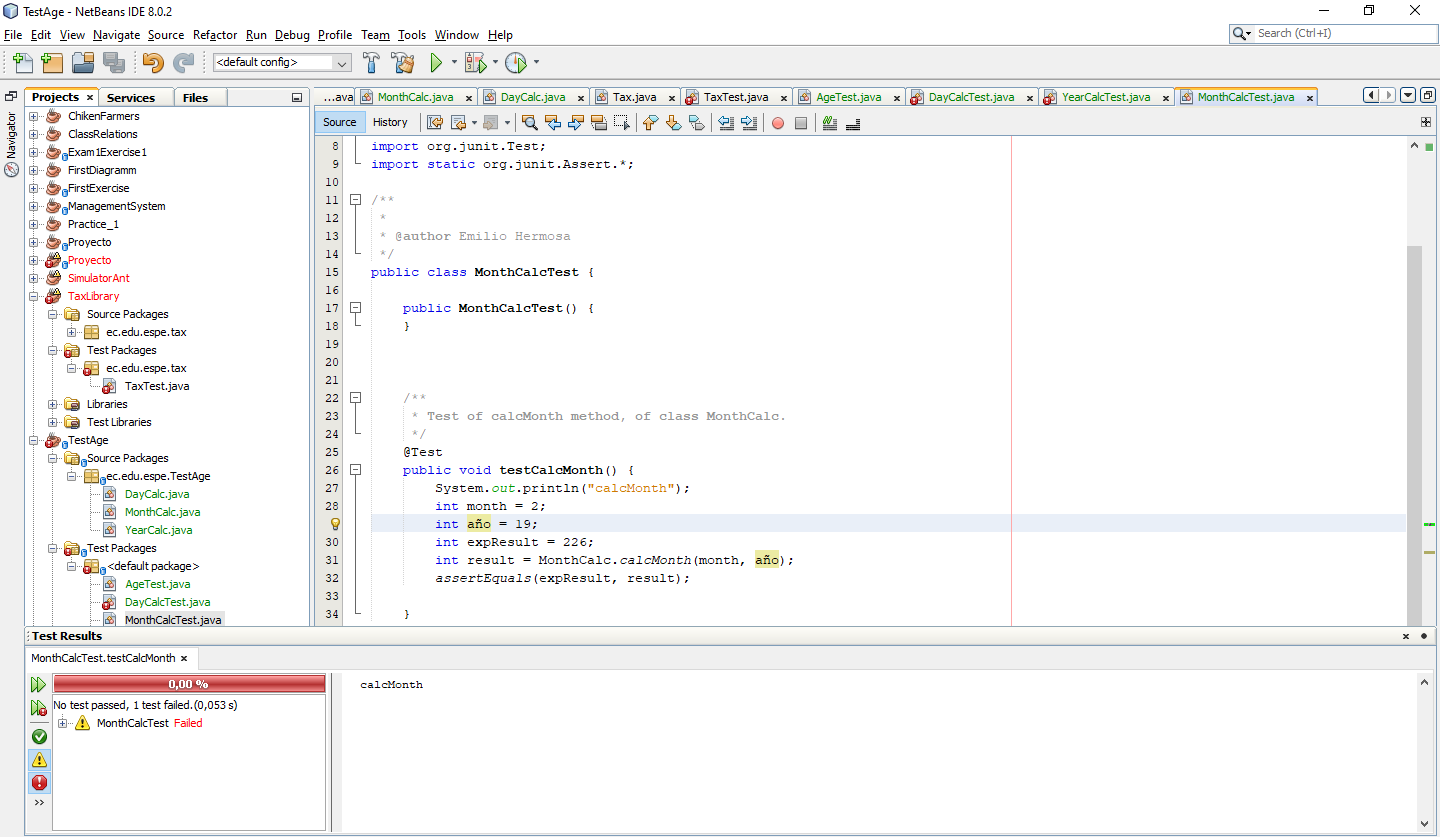 TestAge - NetBeans IDE 8.0.2
File Edit View Navigate Source Refactor Run Debug Profile Team Tools Window Help
Search (Ctrl+I)
<default config>
Projects
Services
Files
Navigator
ChikenFarmers
ClassRelations
Exam1Exercise1
FirstDiagramm
FirstExercise
ManagementSystem
Practice_1
Proyecto
Proyecto
SimulatorAnt
TaxLibrary
Source Packages
ec.edu.espe.tax
Test Packages
ec.edu.espe.tax
TaxTest.java
Libraries
Test Libraries
TestAge
Source Packages
ec.edu.espe.TestAge
DayCalc.java
MonthCalc.java
YearCalc.java
Test Packages
<default package>
AgeTest.java
DayCalcTest.java
MonthCalcTest.java
...ava MonthCalc.java DayCalc.java Tax.java TaxTest.java AgeTest.java DayCalcTest.java YearCalcTest.java MonthCalcTest.java
Source History
8 import org.junit.Test;
9 import static org.junit.Assert.*;
10
11 /**
12 *
13 * @author Emilio Hermosa
14 */
15 public class MonthCalcTest {
16
17 public MonthCalcTest() {
18 }
19
20
21
22 /**
23 * Test of calcMonth method, of class MonthCalc.
24 */
25 @Test
26 public void testCalcMonth() {
27 System.out.println("calcMonth");
28 int month = 2;
int año = 19;
30 int expResult = 226;
31 int result = MonthCalc.calcMonth(month, año);
32 assertEquals(expResult, result);
33
34 }
Test Results
MonthCalcTest.testCalcMonth
0,00 %
No test passed, 1 test failed.(0,053 s)
MonthCalcTest Failed
calcMonth